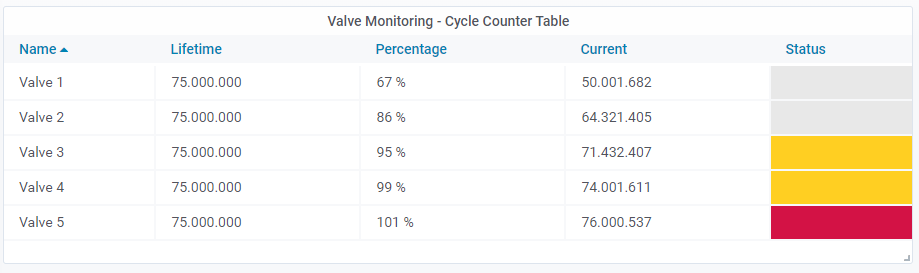 Valve Monitoring - Cycle Counter Table
Name Lifetime Percentage Current Status
Valve 1 75.000.000 67 % 50.001.682
Valve 2 75.000.000 86 % 64.321.405
Valve 3 75.000.000 95 % 71.432.407
Valve 4 75.000.000 99 % 74.001.611
Valve 5 75.000.000 101 % 76.000.537